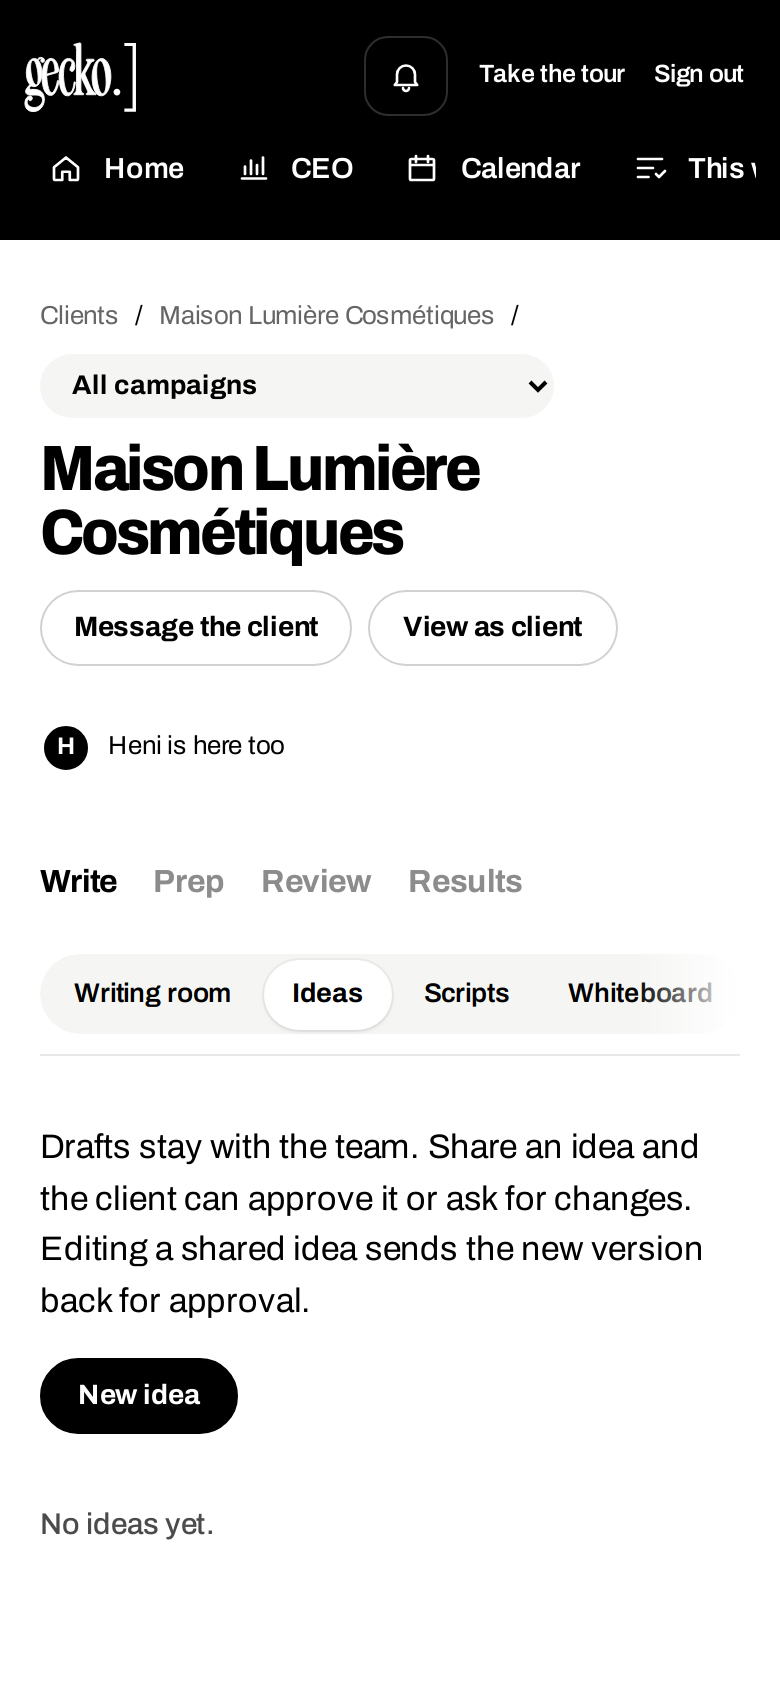 gecko.]
Take the tour
Sign out
Home
CEO
Calendar
This
Clients / Maison Lumière Cosmétiques /
All campaigns
Maison Lumière
Cosmétiques
Message the client
View as client
H
Heni is here too
Write
Prep
Review
Results
Writing room
Ideas
Scripts
Whiteboard
Drafts stay with the team. Share an idea and
the client can approve it or ask for changes.
Editing a shared idea sends the new version
back for approval.
New idea
No ideas yet.